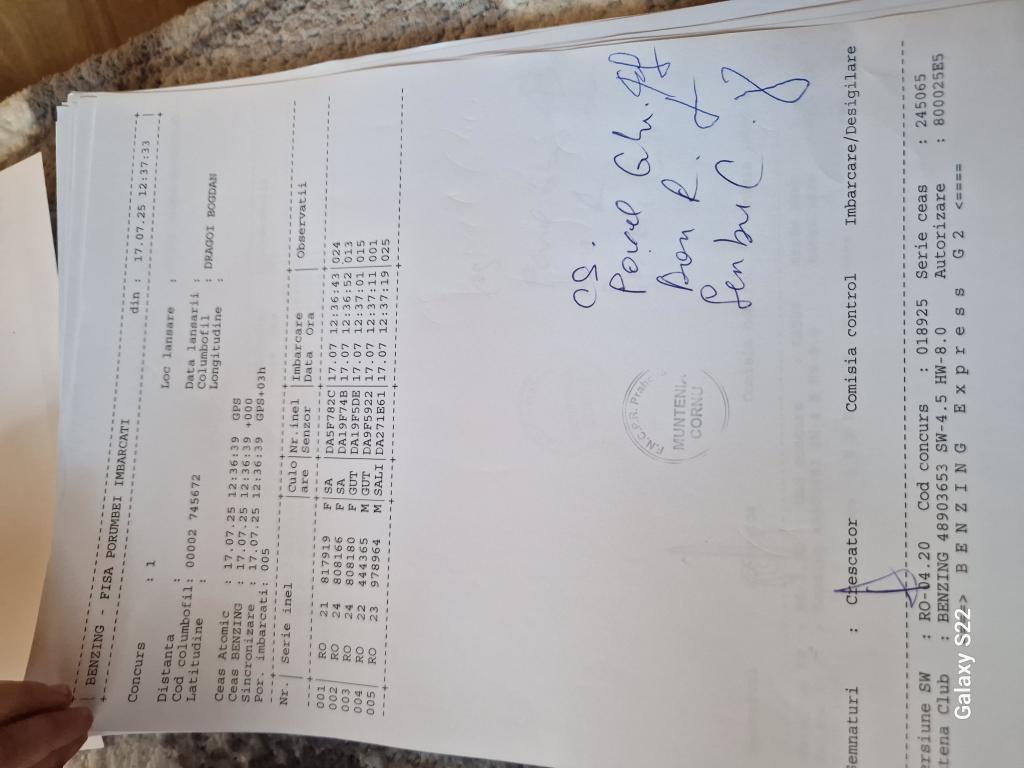 BENZING - FISA PORUMBEI IMBARCATI
Concurs : 1 din : 17.07.25 12:37:33
Distanta : Loc lansare :
Cod columbofil: 00002 745672 Data lansarii :
Latitudine : Columbofil : DRAGOI BOGDAN
Longitudine :
Ceas Atomic : 17.07.25 12:36:39 GPS
Ceas BENZING : 17.07.25 12:36:39 +000
Sincronizare : 17.07.25 12:36:39 GPS+03h
Por. imbarcati: 005
Nr.| Serie inel |Culo|Nr.inel |Imbarcare | Observatii
are |Senzor |Data ora |
001| RO 21 817919 F|SA |DA5F782C|17.07 12:36:43|024
002| RO 24 808166 F|SA |DA19F74B|17.07 12:36:52|013
003| RO 24 808180 F|GUT |DA19F5DE|17.07 12:37:01|015
004| RO 22 444365 M|GUT |DA9F5922|17.07 12:37:11|001
005| RO 23 978964 M|SALI|DA271E61|17.07 12:37:19|025
F.N.C.P.R.
MUNTENIA
CORNU
emnaturi : Crescator Comisia control Imbarcare/Desigilare
ersiune SW : RO-04.20 Cod concurs : 018925 Serie ceas : 245065
tena Club : BENZING 48903653 SW-4.5 HW-8.0 Autorizare : 800025E5
> B E N Z I N G E x p r e s s G 2 <====
Galaxy S22